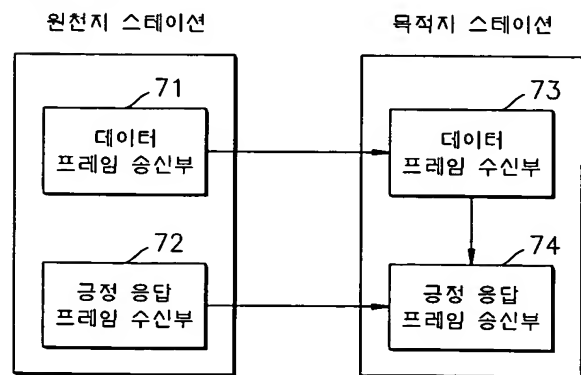 원천지 스테이션
목적지 스테이션
71
데이터
프레임 송신부
73
데이터
프레임 수신부
72
긍정 응답
프레임 수신부
74
긍정 응답
프레임 송신부